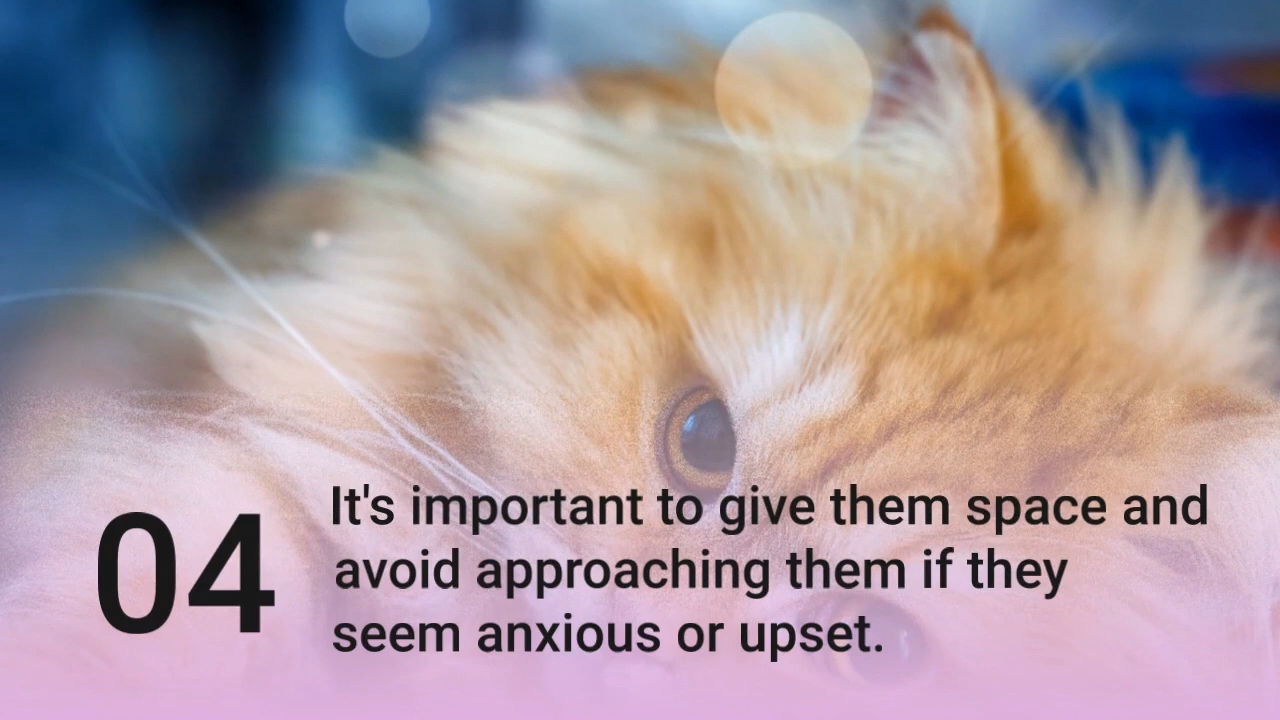 04
It's important to give them space and
avoid approaching them if they
seem anxious or upset.